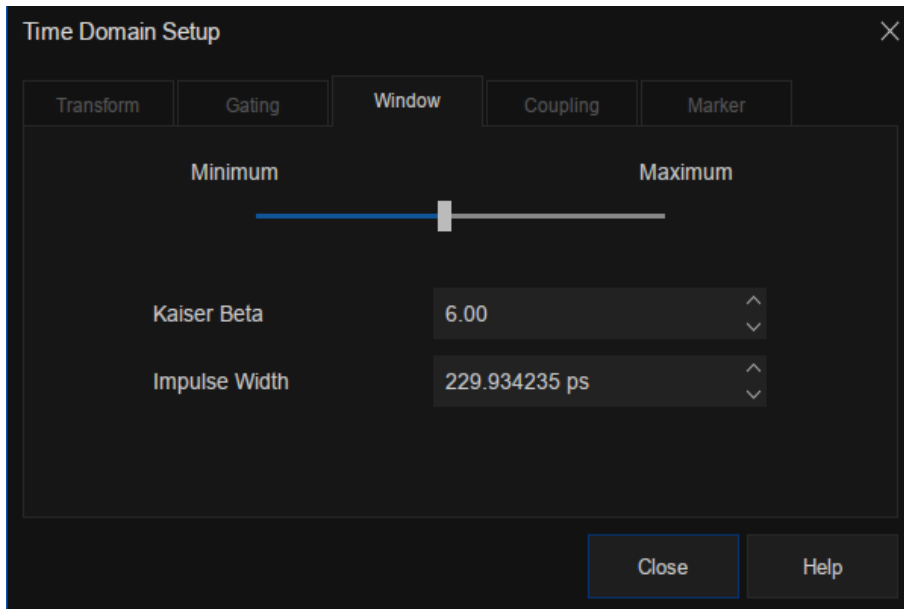 Time Domain Setup
Transform Gating Window Coupling Marker
Minimum Maximum
Kaiser Beta 6.00
Impulse Width 229.934235 ps
Close Help